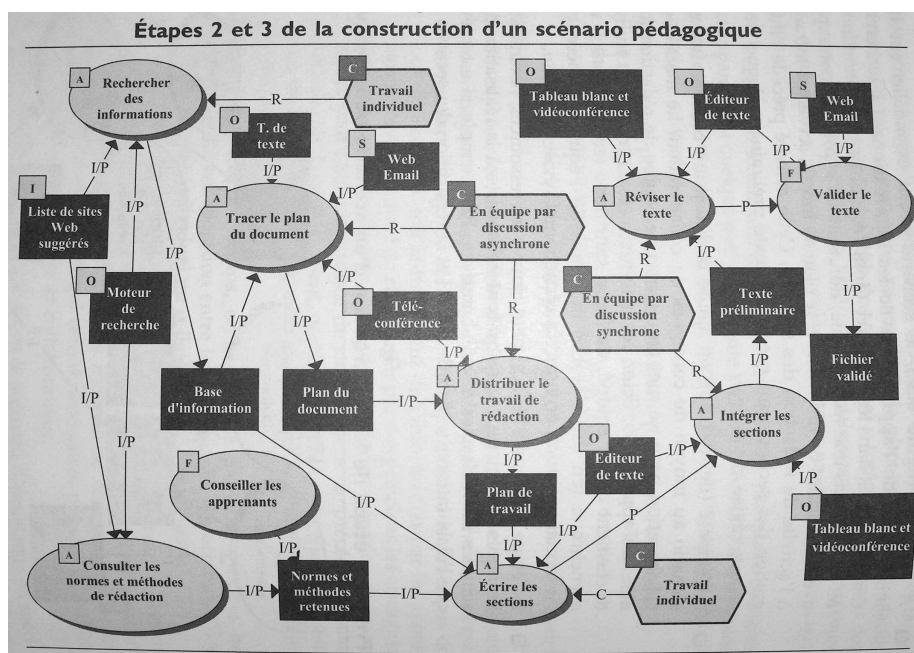 Étapes 2 et 3 de la construction d'un scénario pédagogique
A
Rechercher
des
informations
R
C
Travail
individuel
O
T. de
texte
I/P
S
Web
Email
I/P
O
Tableau blanc et
vidéoconférence
I/P
O
Éditeur
de texte
I/P
I/P
S
Web
Email
I/P
I
Liste de sites
Web
suggérés
I/P
I/P
I/P
A
Tracer le plan
du document
R
C
En équipe par
discussion
asynchrone
A
Réviser le
texte
P
F
Valider le
texte
O
Moteur
de
recherche
I/P
I/P
I/P
O
Télé-
conférence
I/P
R
R
C
En équipe par
discussion
synchrone
I/P
Texte
préliminaire
I/P
I/P
Fichier
validé
I/P
I/P
Base
d'information
Plan du
document
I/P
A
Distribuer le
travail de
rédaction
R
A
Intégrer les
sections
I/P
F
Conseiller les
apprenants
I/P
I/P
Plan de
travail
O
Editeur
de texte
I/P
P
I/P
O
Tableau blanc et
vidéoconférence
A
Consulter les
normes et méthodes
de rédaction
I/P
I/P
Normes et
méthodes
retenues
I/P
I/P
I/P
A
Écrire les
sections
C
C
Travail
individuel